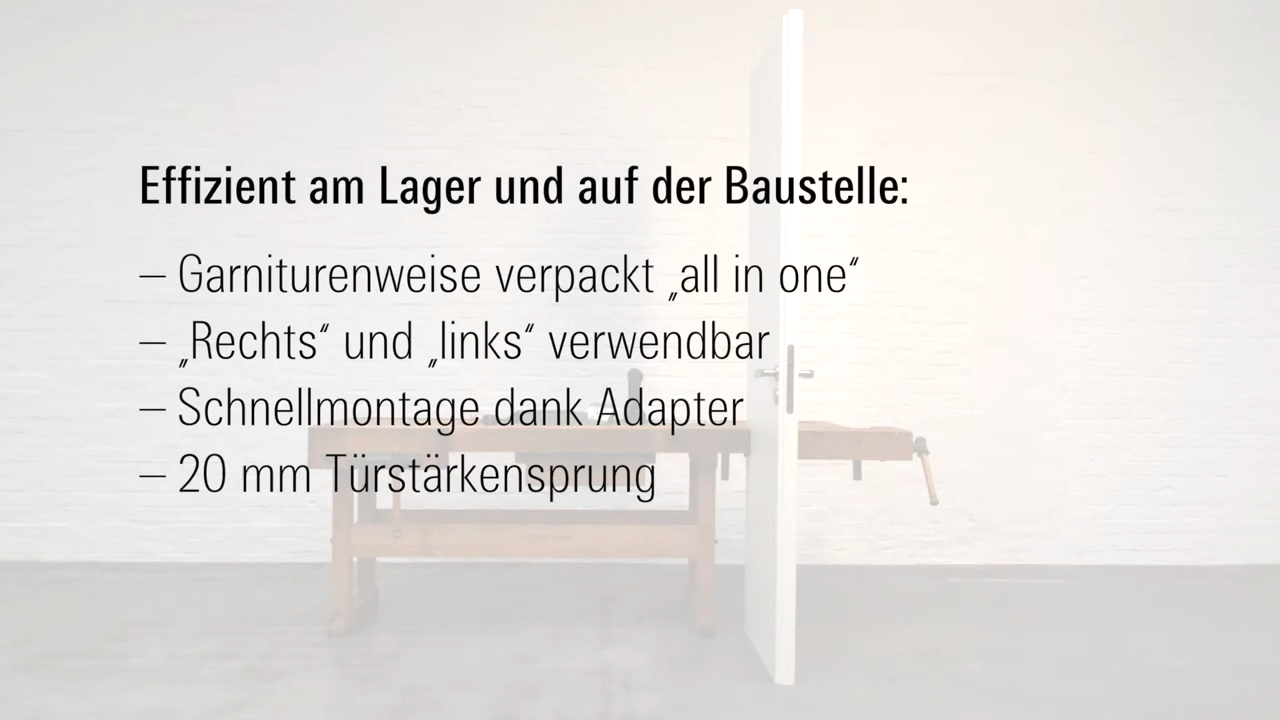 Effizient am Lager und auf der Baustelle:
– Garniturenweise verpackt „all in one“
– „Rechts“ und „links“ verwendbar
– Schnellmontage dank Adapter
– 20 mm Türstärkensprung